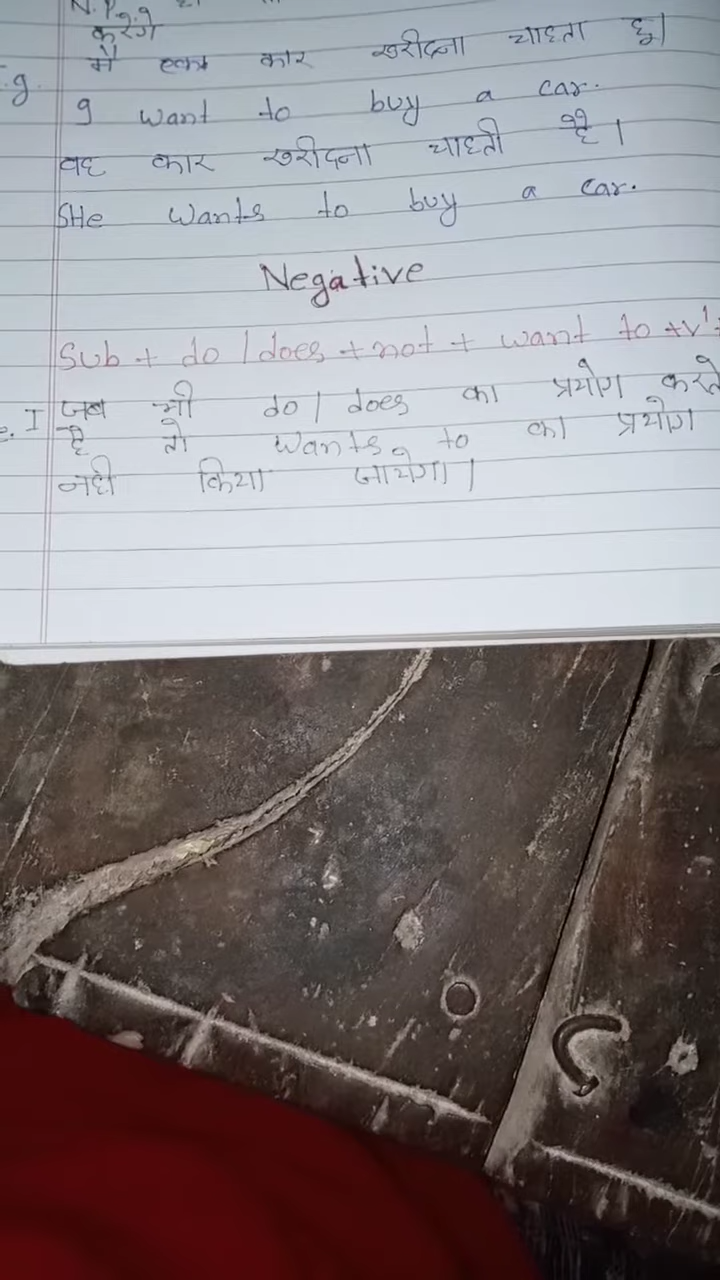 N.P.
करेंगे
e.g. मैं एक कार खरीदना चाहता हूँ।
I want to buy a car.
वह कार खरीदना चाहती है।
SHe wants to buy a car.
Negative
Sub + do / does + not + want to + v¹ +
I जब भी do / does का प्रयोग करते
है तो wants to का प्रयोग
नही किया जायेगा।